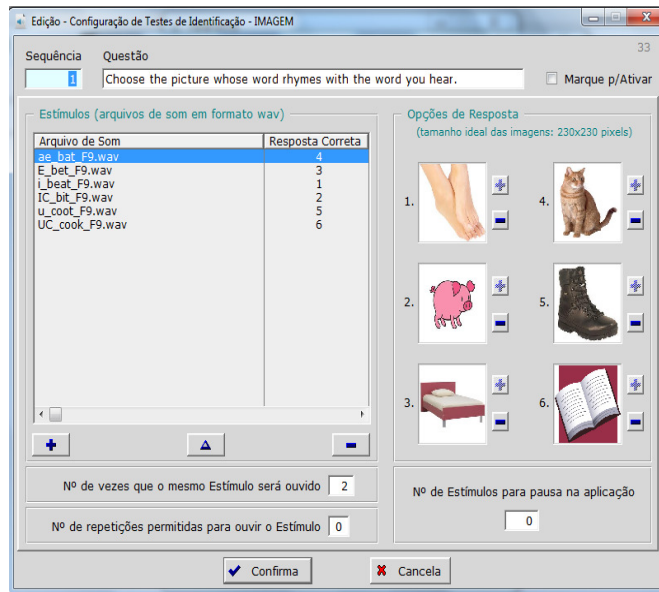 Edição - Configuração de Testes de Identificação - IMAGEM
33
Sequência Questão
1 Choose the picture whose word rhymes with the word you hear. Marque p/Ativar
Estímulos (arquivos de som em formato wav)
Arquivo de Som Resposta Correta
ae_bat_F9.wav 4
E_bet_F9.wav 3
i_beat_F9.wav 1
IC_bit_F9.wav 2
u_coot_F9.wav 5
UC_cook_F9.wav 6
Nº de vezes que o mesmo Estímulo será ouvido 2
Nº de repetições permitidas para ouvir o Estímulo 0
Opções de Resposta
(tamanho ideal das imagens: 230x230 pixels)
1. 4.
2. 5.
3. 6.
Nº de Estímulos para pausa na aplicação
0
Confirma Cancela